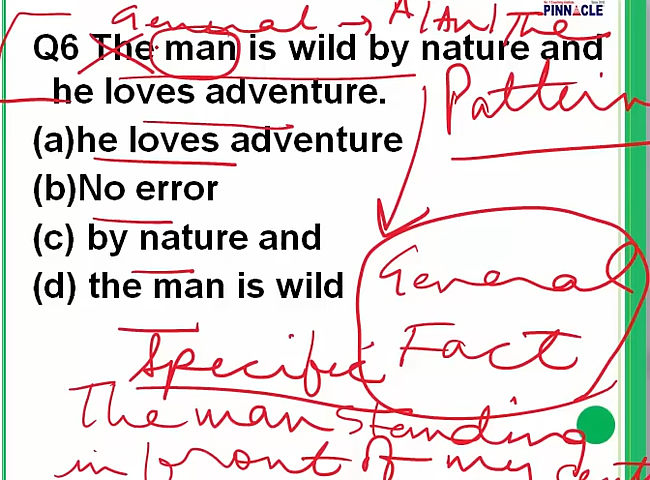 General → A/An/The
PINNACLE
Q6 The man is wild by nature and
he loves adventure.
Pattern
(a)he loves adventure
(b)No error
(c) by nature and
(d) the man is wild
General
Fact
Specific
The man standing
in front of my